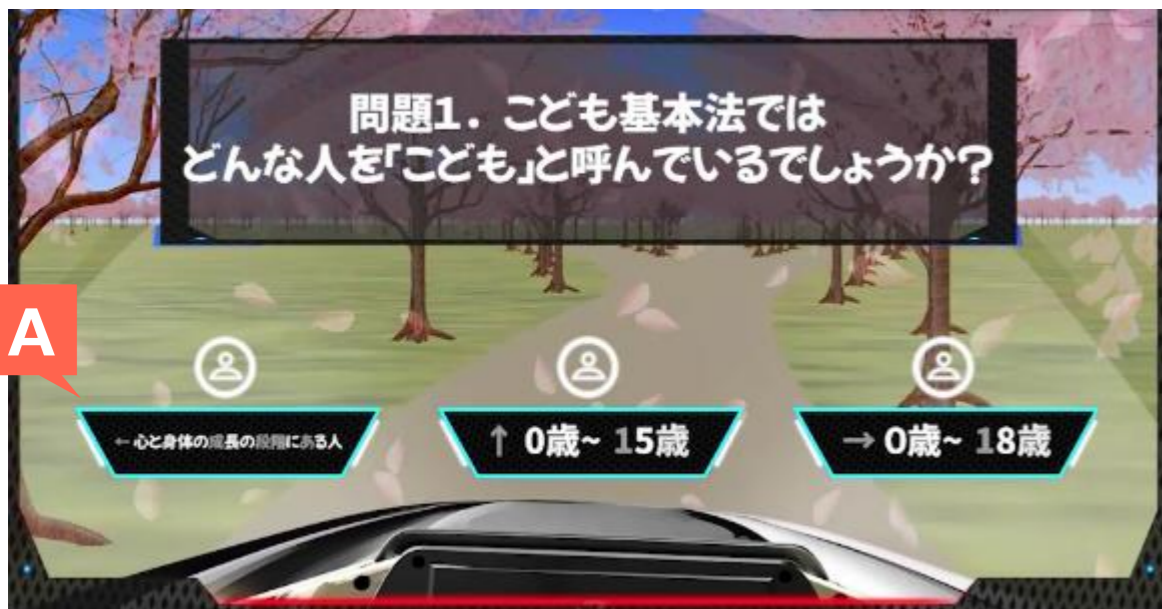 問題1. こども基本法では
どんな人を「こども」と呼んでいるでしょうか？
A
←心と身体の成長の段階にある人
↑ 0歳~ 15歳
→ 0歳~ 18歳